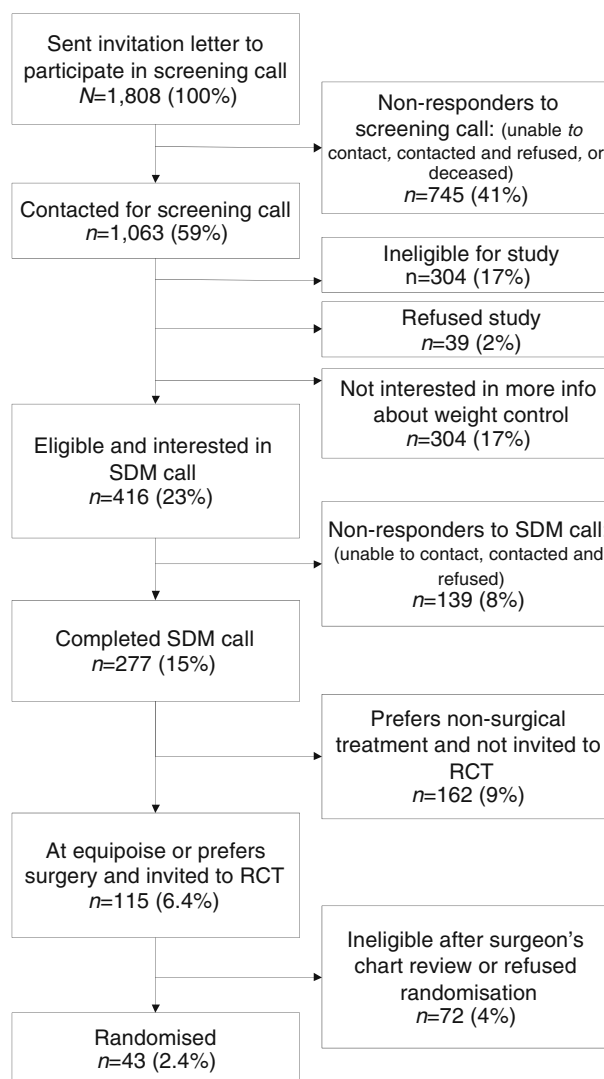 Sent invitation letter to
participate in screening call
N=1,808 (100%)
Non-responders to
screening call: (unable to
contact, contacted and refused, or
deceased)
n=745 (41%)
Contacted for screening call
n=1,063 (59%)
Ineligible for study
n=304 (17%)
Refused study
n=39 (2%)
Not interested in more info
about weight control
n=304 (17%)
Eligible and interested in
SDM call
n=416 (23%)
Non-responders to SDM call
(unable to contact, contacted and
refused)
n=139 (8%)
Completed SDM call
n=277 (15%)
Prefers non-surgical
treatment and not invited to
RCT
n=162 (9%)
At equipoise or prefers
surgery and invited to RCT
n=115 (6.4%)
Ineligible after surgeon's
chart review or refused
randomisation
n=72 (4%)
Randomised
n=43 (2.4%)